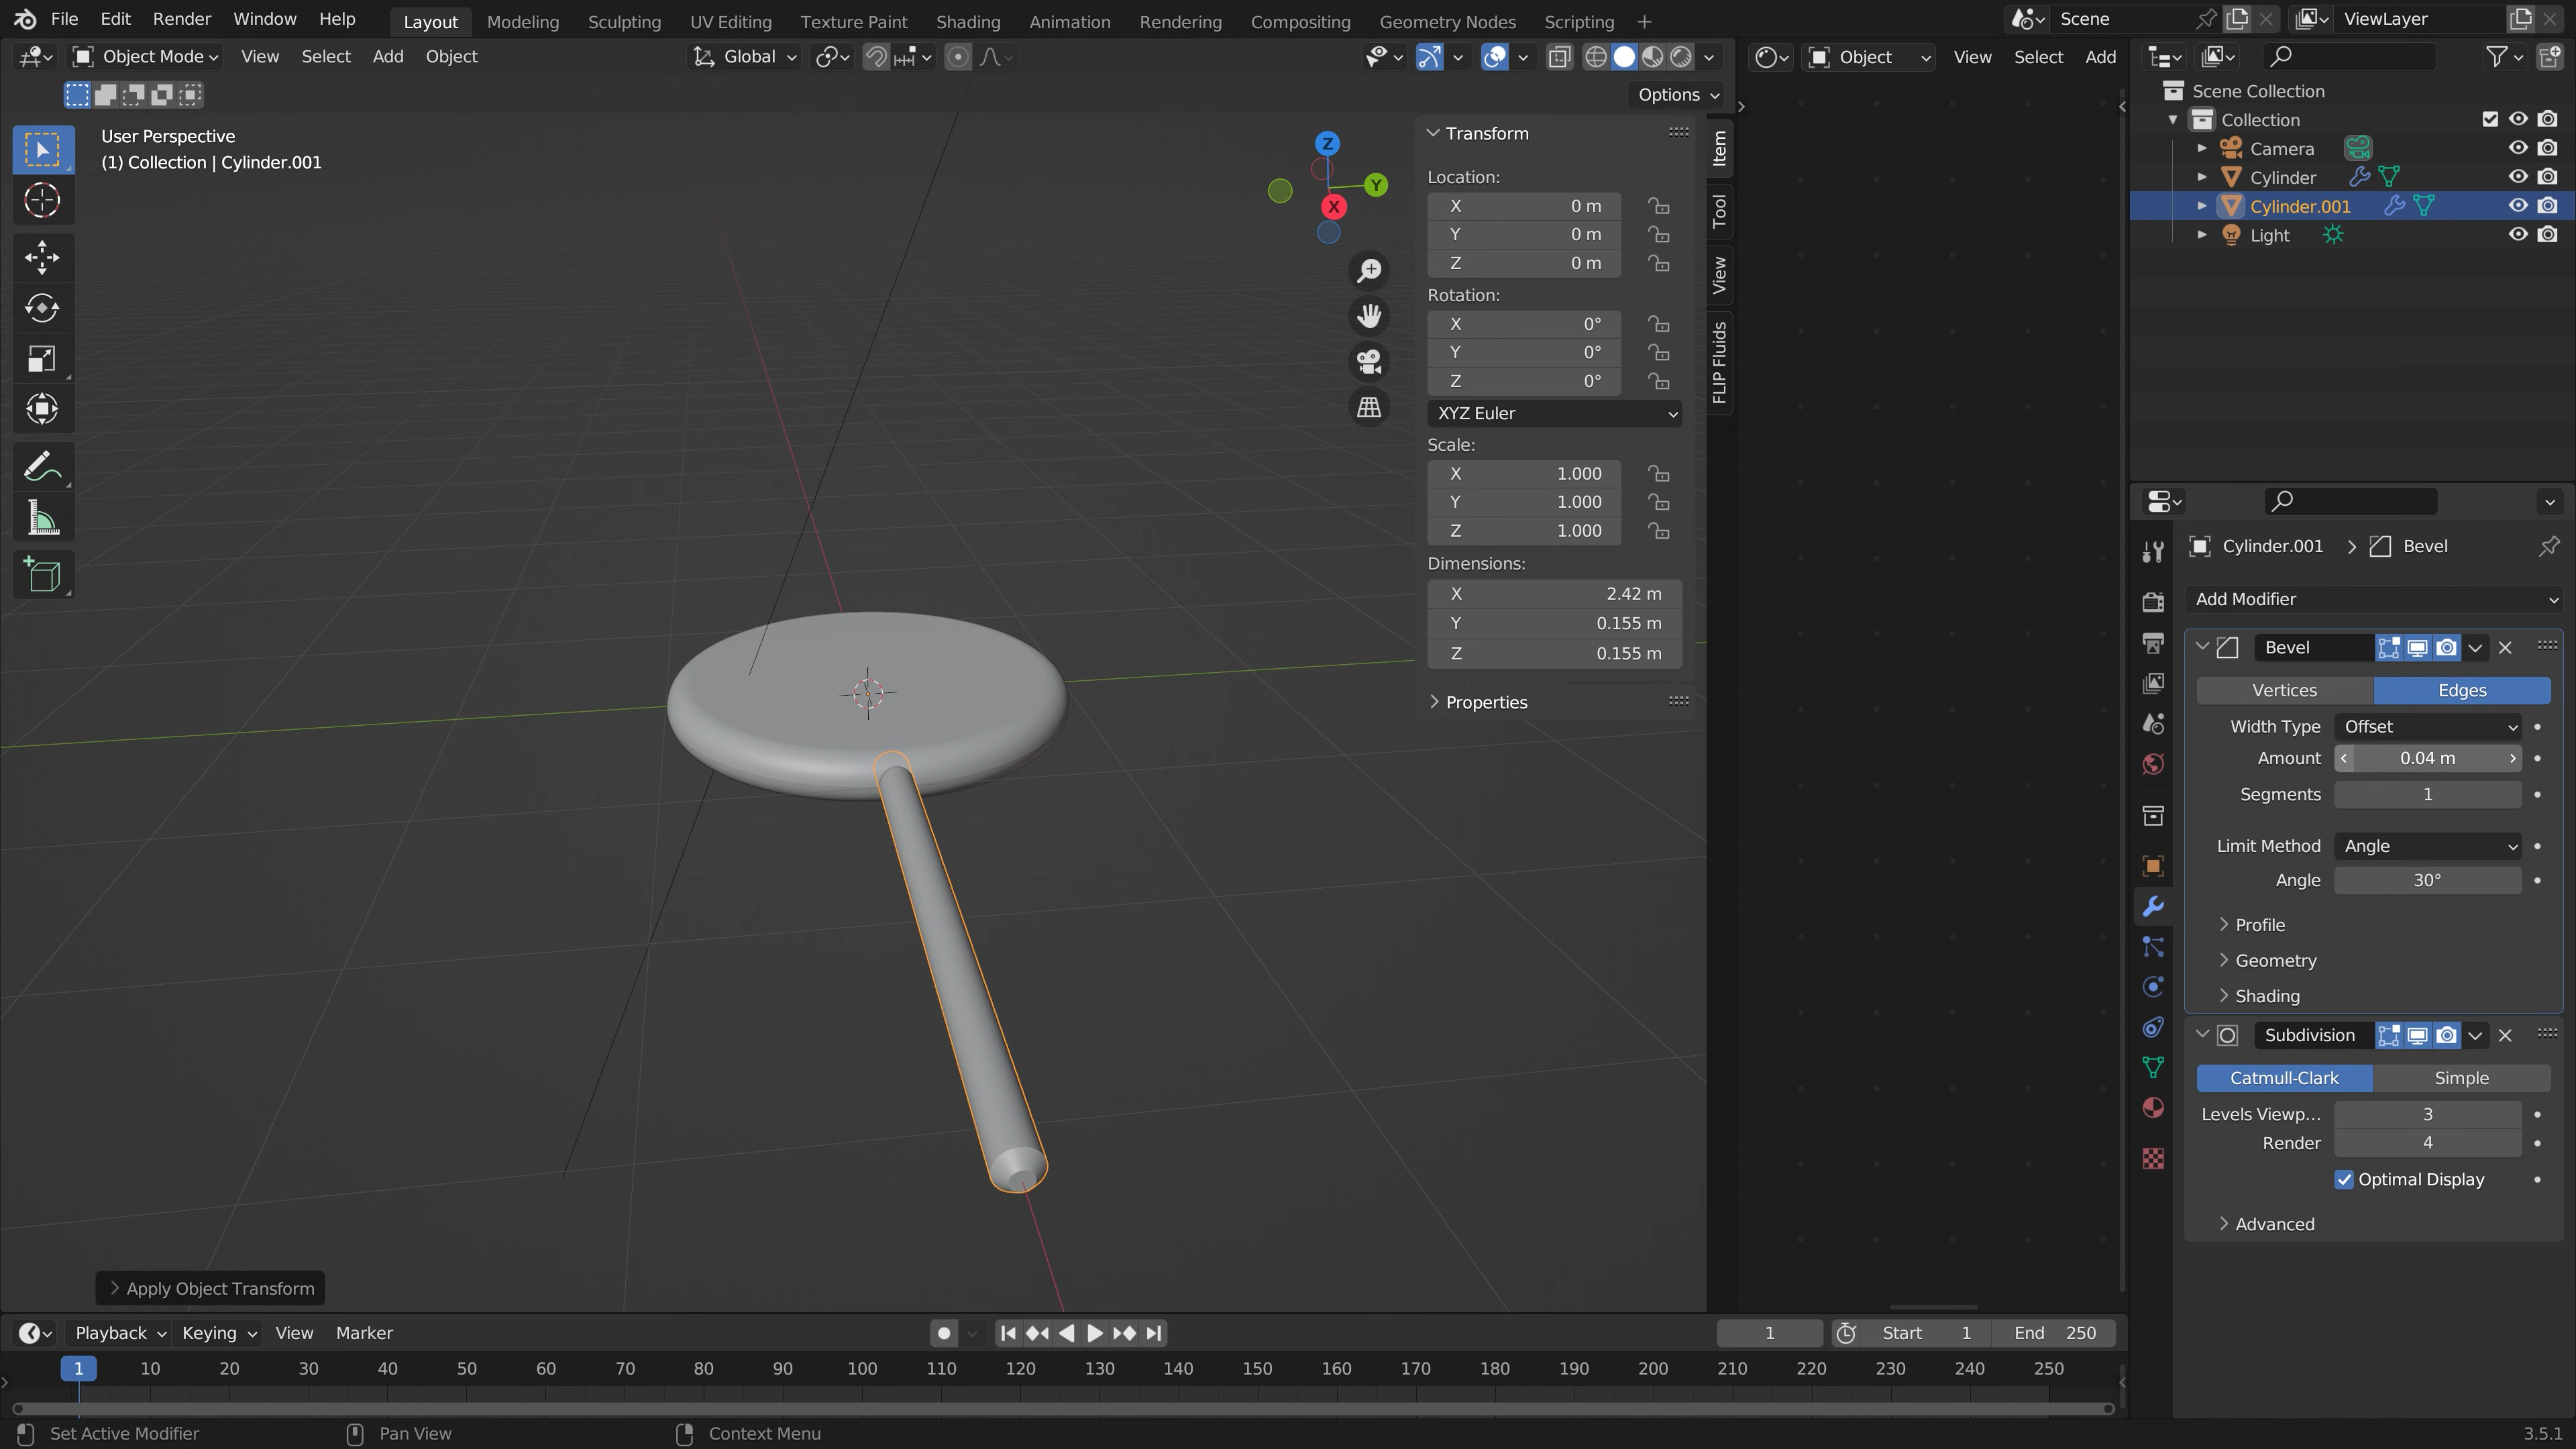 File Edit Render Window Help Layout Modeling Sculpting UV Editing Texture Paint Shading Animation Rendering Compositing Geometry Nodes Scripting + Scene ViewLayer
Object Mode View Select Add Object Global Object View Select Add
Options
User Perspective
(1) Collection | Cylinder.001
Z
Y
X
Transform
Location:
X 0 m
Y 0 m
Z 0 m
Rotation:
X 0°
Y 0°
Z 0°
XYZ Euler
Scale:
X 1.000
Y 1.000
Z 1.000
Dimensions:
X 2.42 m
Y 0.155 m
Z 0.155 m
Properties
Item
Tool
View
FLIP Fluids
Scene Collection
Collection
Camera
Cylinder
Cylinder.001
Light
Cylinder.001 Bevel
Add Modifier
Bevel
Vertices Edges
Width Type Offset
Amount 0.04 m
Segments 1
Limit Method Angle
Angle 30°
Profile
Geometry
Shading
Subdivision
Catmull-Clark Simple
Levels Viewp... 3
Render 4
Optimal Display
Advanced
Apply Object Transform
Playback Keying View Marker 1 Start 1 End 250
1 10 20 30 40 50 60 70 80 90 100 110 120 130 140 150 160 170 180 190 200 210 220 230 240 250
Set Active Modifier Pan View Context Menu 3.5.1